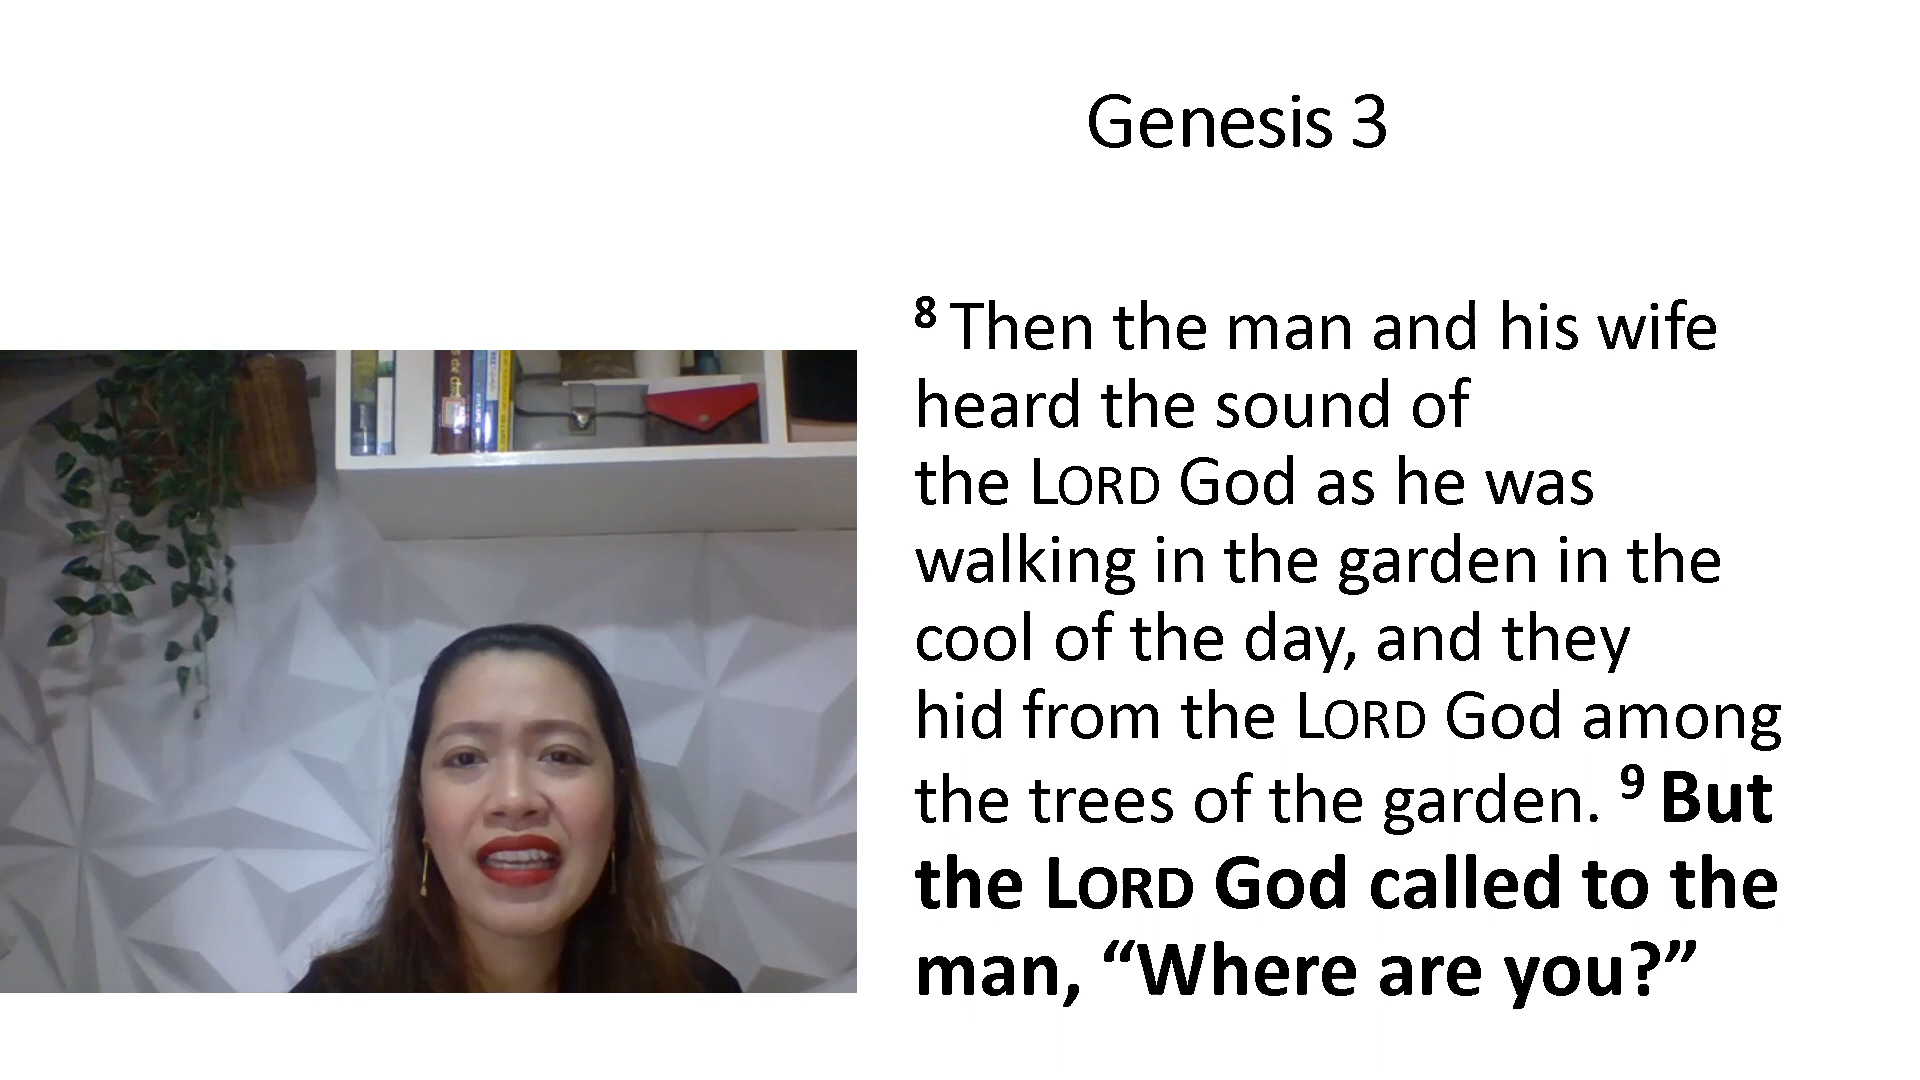 Genesis 3
8 Then the man and his wife
heard the sound of
the LORD God as he was
walking in the garden in the
cool of the day, and they
hid from the LORD God among
the trees of the garden. 9 But
the LORD God called to the
man, “Where are you?”